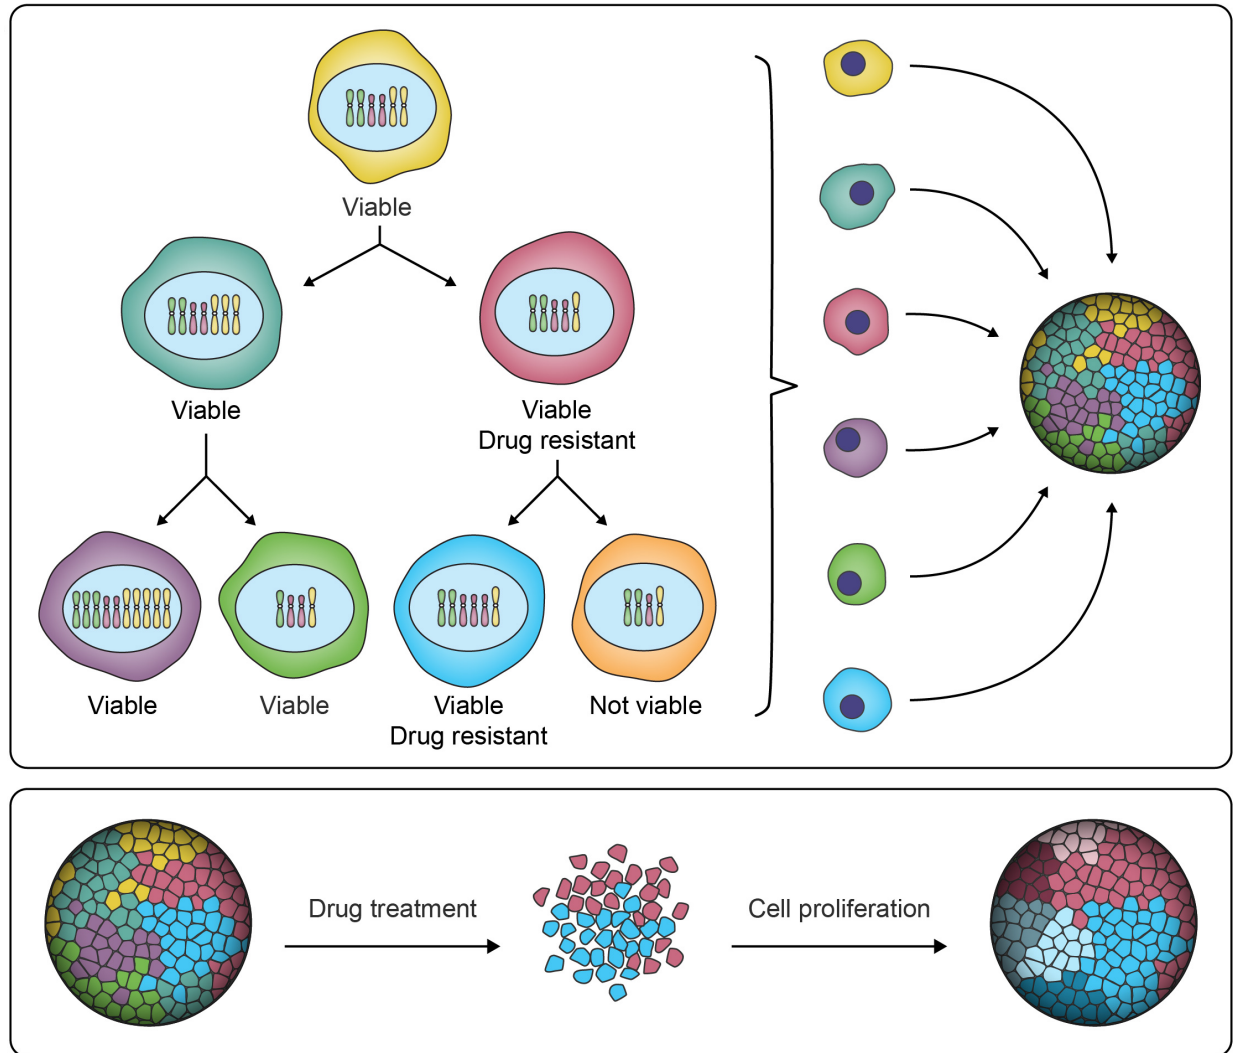 Viable
Viable
Viable
Drug resistant
Viable
Viable
Viable
Drug resistant
Not viable
Drug treatment
Cell proliferation